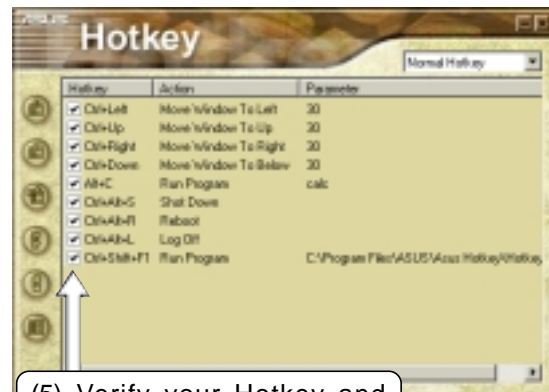 Hotkey
Normal Hotkey
Hotkey Action Parameter
Ctrl+Left Move Window To Left 30
Ctrl+Up Move Window To Up 30
Ctrl+Right Move Window To Right 30
Ctrl+Down Move Window To Below 30
Alt+C Run Program calc
Ctrl+Alt+S Shut Down
Ctrl+Alt+R Reboot
Ctrl+Alt+L Log Off
Ctrl+Shift+F1 Run Program C:\Program Files\ASUS\Asus Hotkey\Hotkey
(5) Verify your Hotkey and